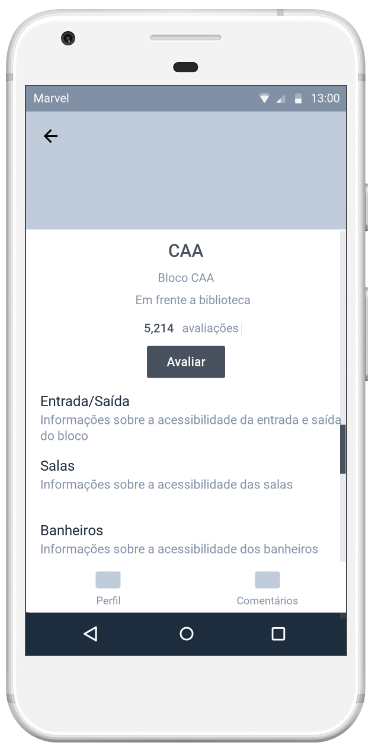 Marvel 13:00
CAA
Bloco CAA
Em frente a biblioteca
5,214 avaliações
Avaliar
Entrada/Saída
Informações sobre a acessibilidade da entrada e saída
do bloco
Salas
Informações sobre a acessibilidade das salas
Banheiros
Informações sobre a acessibilidade dos banheiros
Perfil Comentários